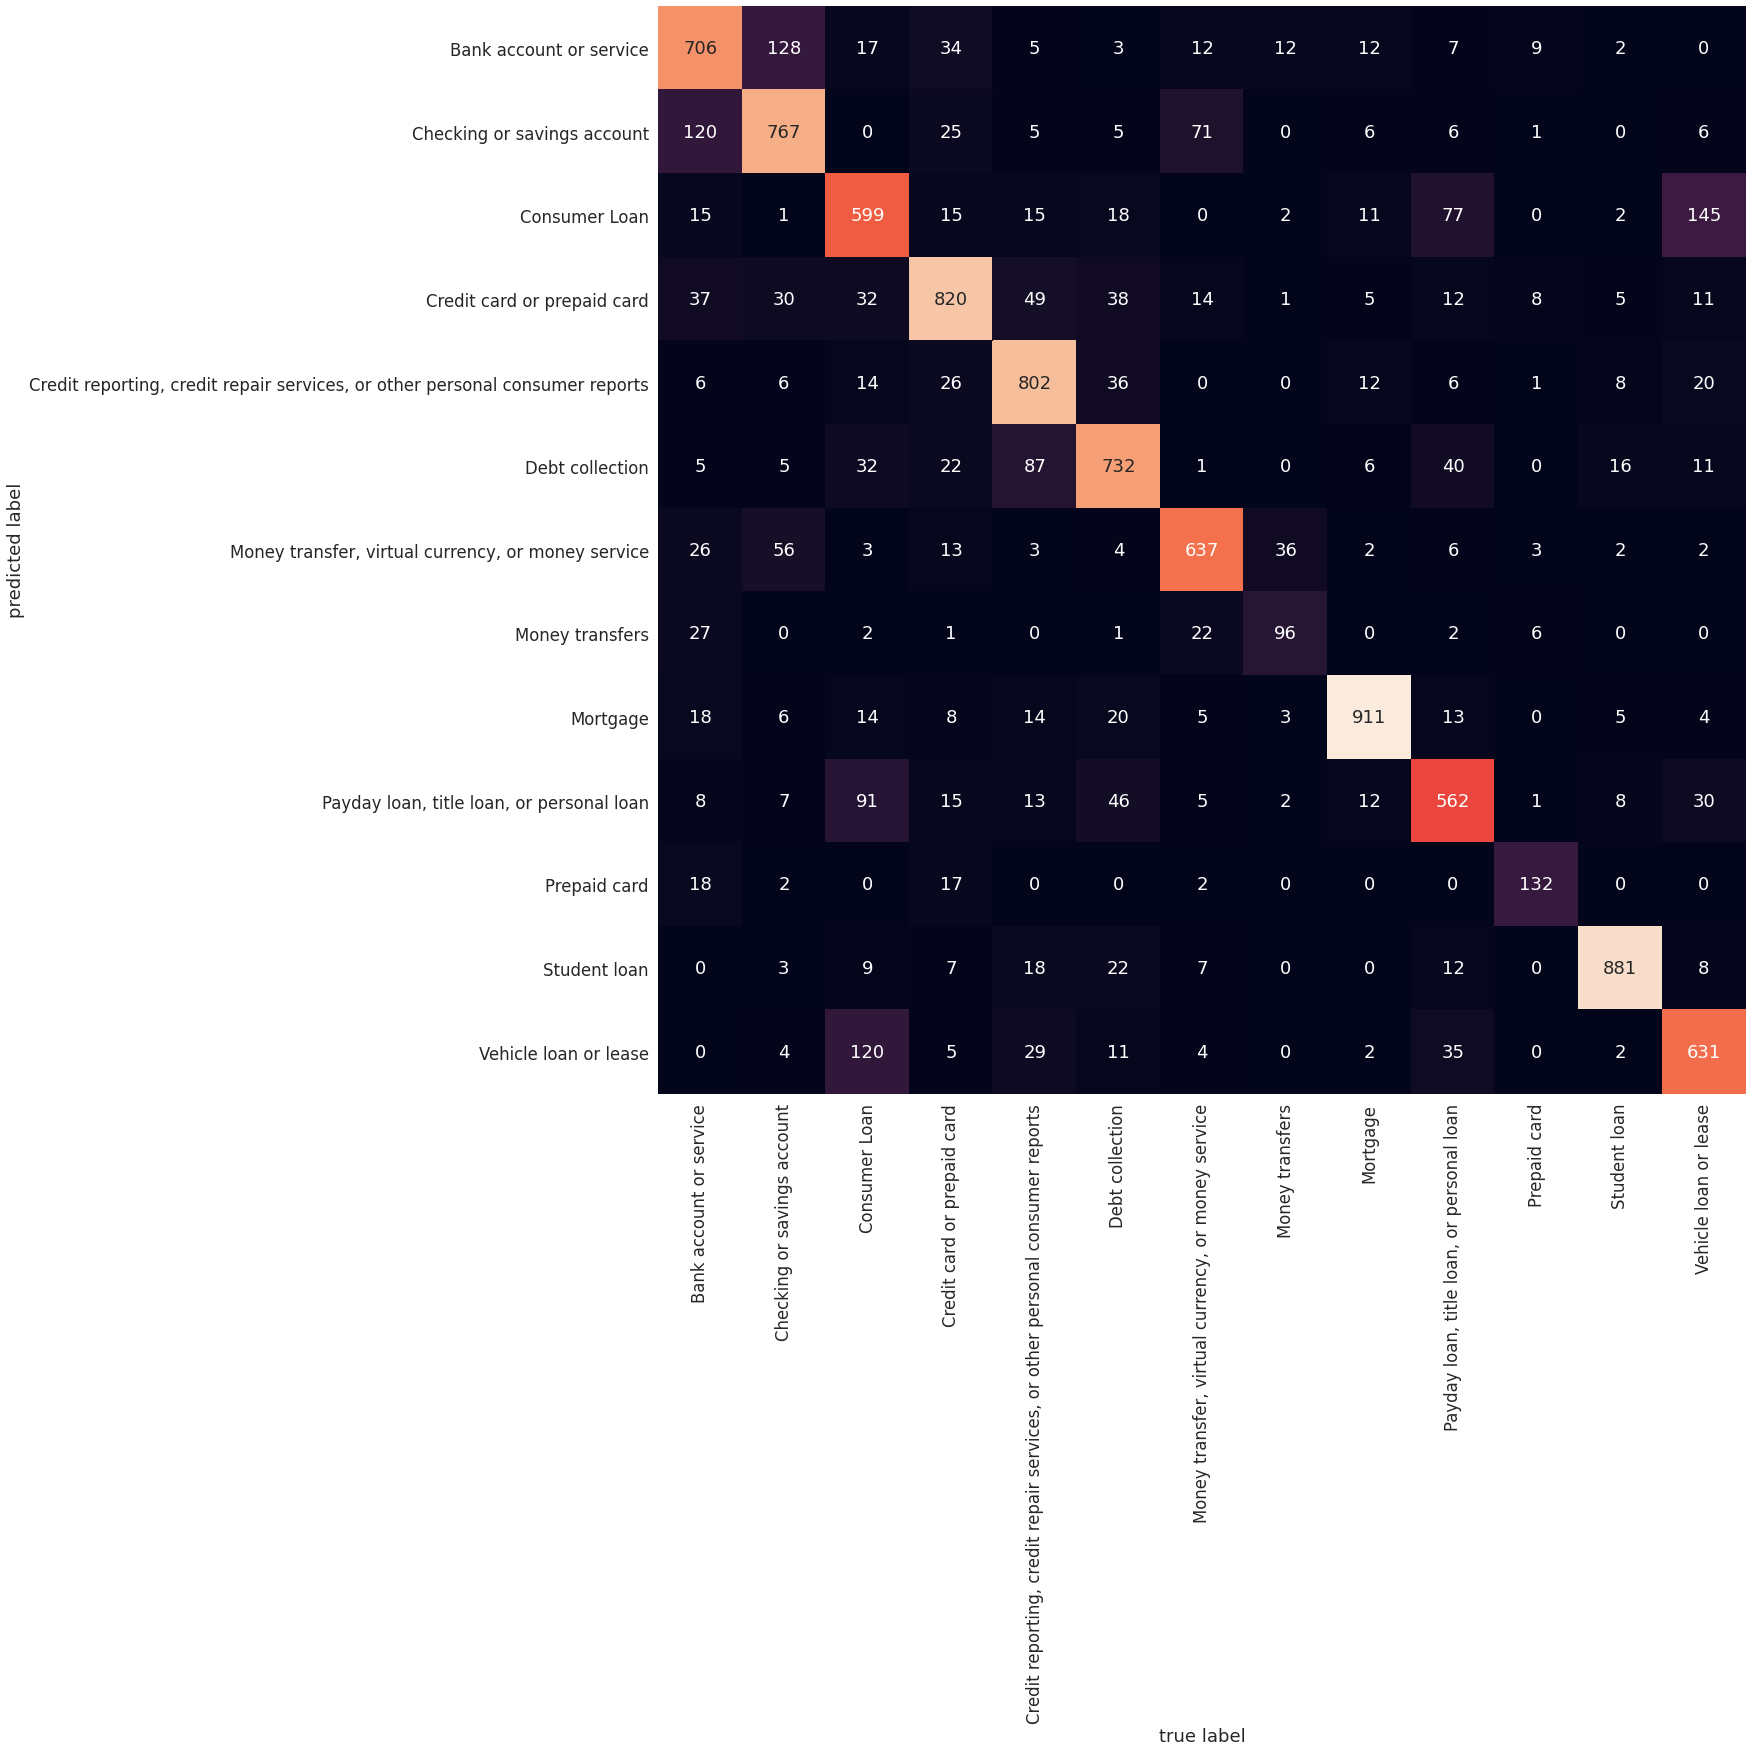 Bank account or service 706 128 17 34 5 3 12 12 12 7 9 2 0
Checking or savings account 120 767 0 25 5 5 71 0 6 6 1 0 6
Consumer Loan 15 1 599 15 15 18 0 2 11 77 0 2 145
Credit card or prepaid card 37 30 32 820 49 38 14 1 5 12 8 5 11
Credit reporting, credit repair services, or other personal consumer reports 6 6 14 26 802 36 0 0 12 6 1 8 20
Debt collection 5 5 32 22 87 732 1 0 6 40 0 16 11
Money transfer, virtual currency, or money service 26 56 3 13 3 4 637 36 2 6 3 2 2
Money transfers 27 0 2 1 0 1 22 96 0 2 6 0 0
Mortgage 18 6 14 8 14 20 5 3 911 13 0 5 4
Payday loan, title loan, or personal loan 8 7 91 15 13 46 5 2 12 562 1 8 30
Prepaid card 18 2 0 17 0 0 2 0 0 0 132 0 0
Student loan 0 3 9 7 18 22 7 0 0 12 0 881 8
Vehicle loan or lease 0 4 120 5 29 11 4 0 2 35 0 2 631
predicted label
Bank account or service
Checking or savings account
Consumer Loan
Credit card or prepaid card
Credit reporting, credit repair services, or other personal consumer reports
Debt collection
Money transfer, virtual currency, or money service
Money transfers
Mortgage
Payday loan, title loan, or personal loan
Prepaid card
Student loan
Vehicle loan or lease
true label